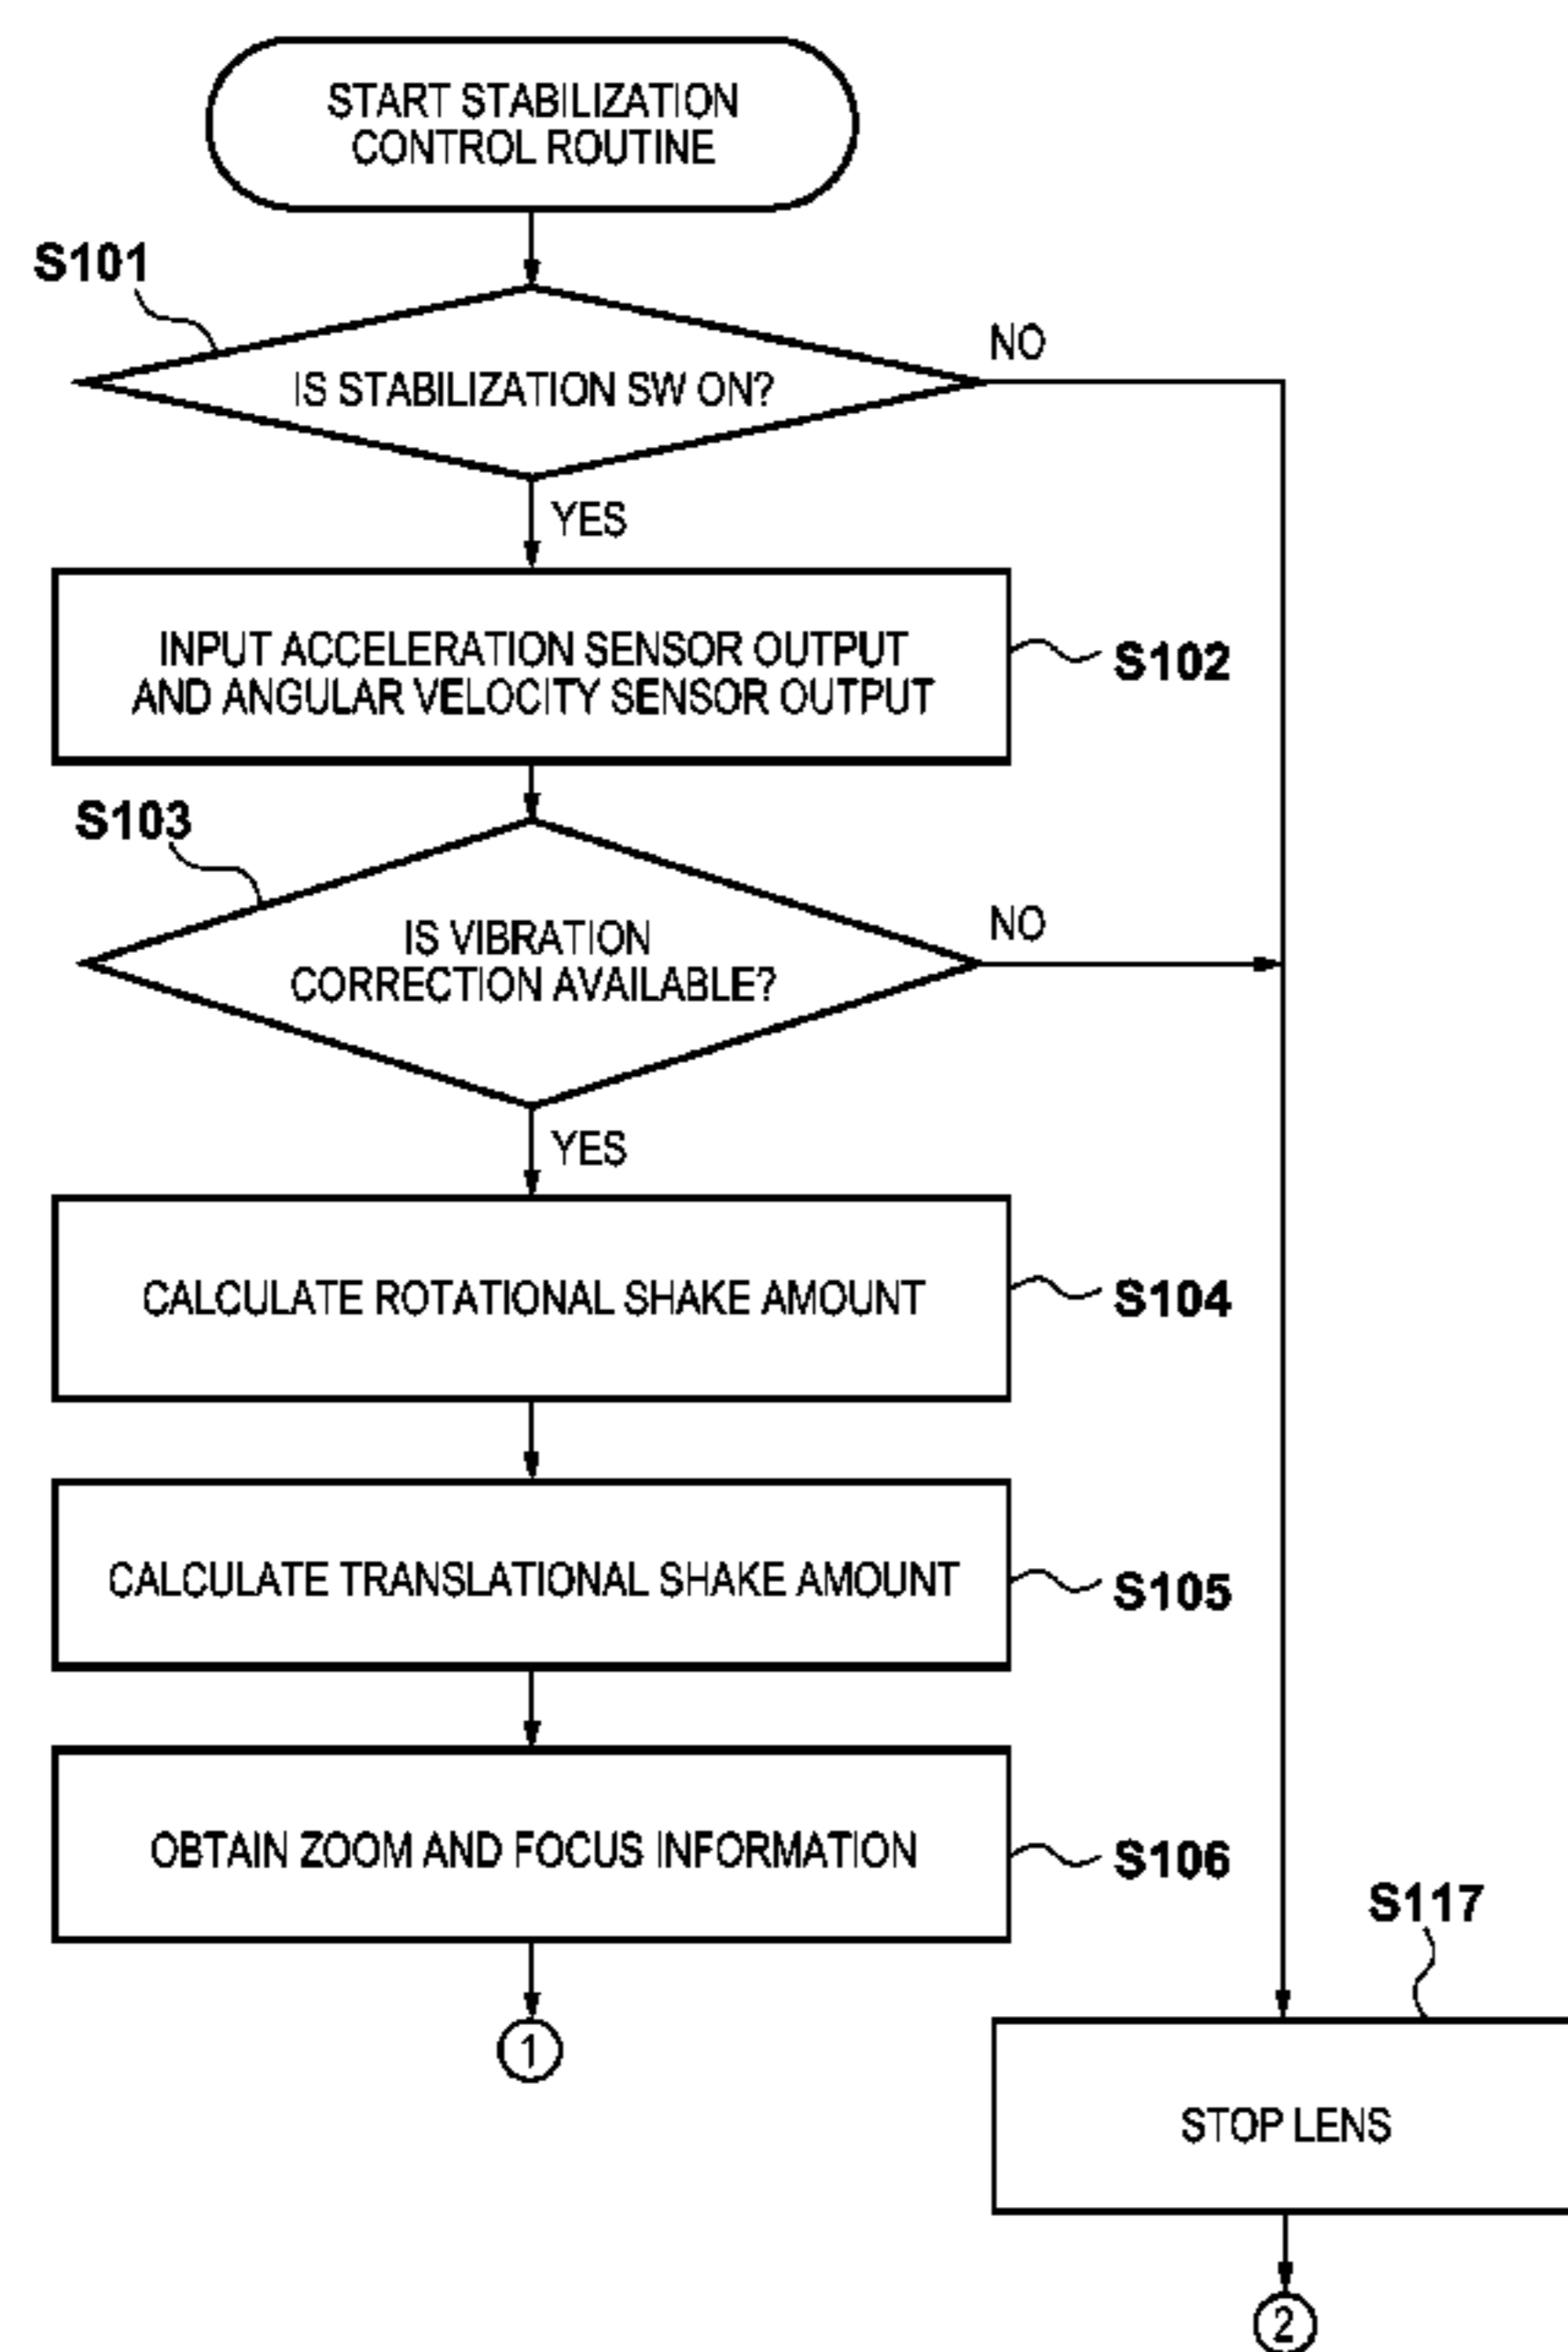 START STABILIZATION
CONTROL ROUTINE
S101
NO
IS STABILIZATION SW ON?
YES
INPUT ACCELERATION SENSOR OUTPUT
AND ANGULAR VELOCITY SENSOR OUTPUT
S102
S103
NO
IS VIBRATION
CORRECTION AVAILABLE?
YES
CALCULATE ROTATIONAL SHAKE AMOUNT
S104
CALCULATE TRANSLATIONAL SHAKE AMOUNT
S105
OBTAIN ZOOM AND FOCUS INFORMATION
S106
S117
1
STOP LENS
2